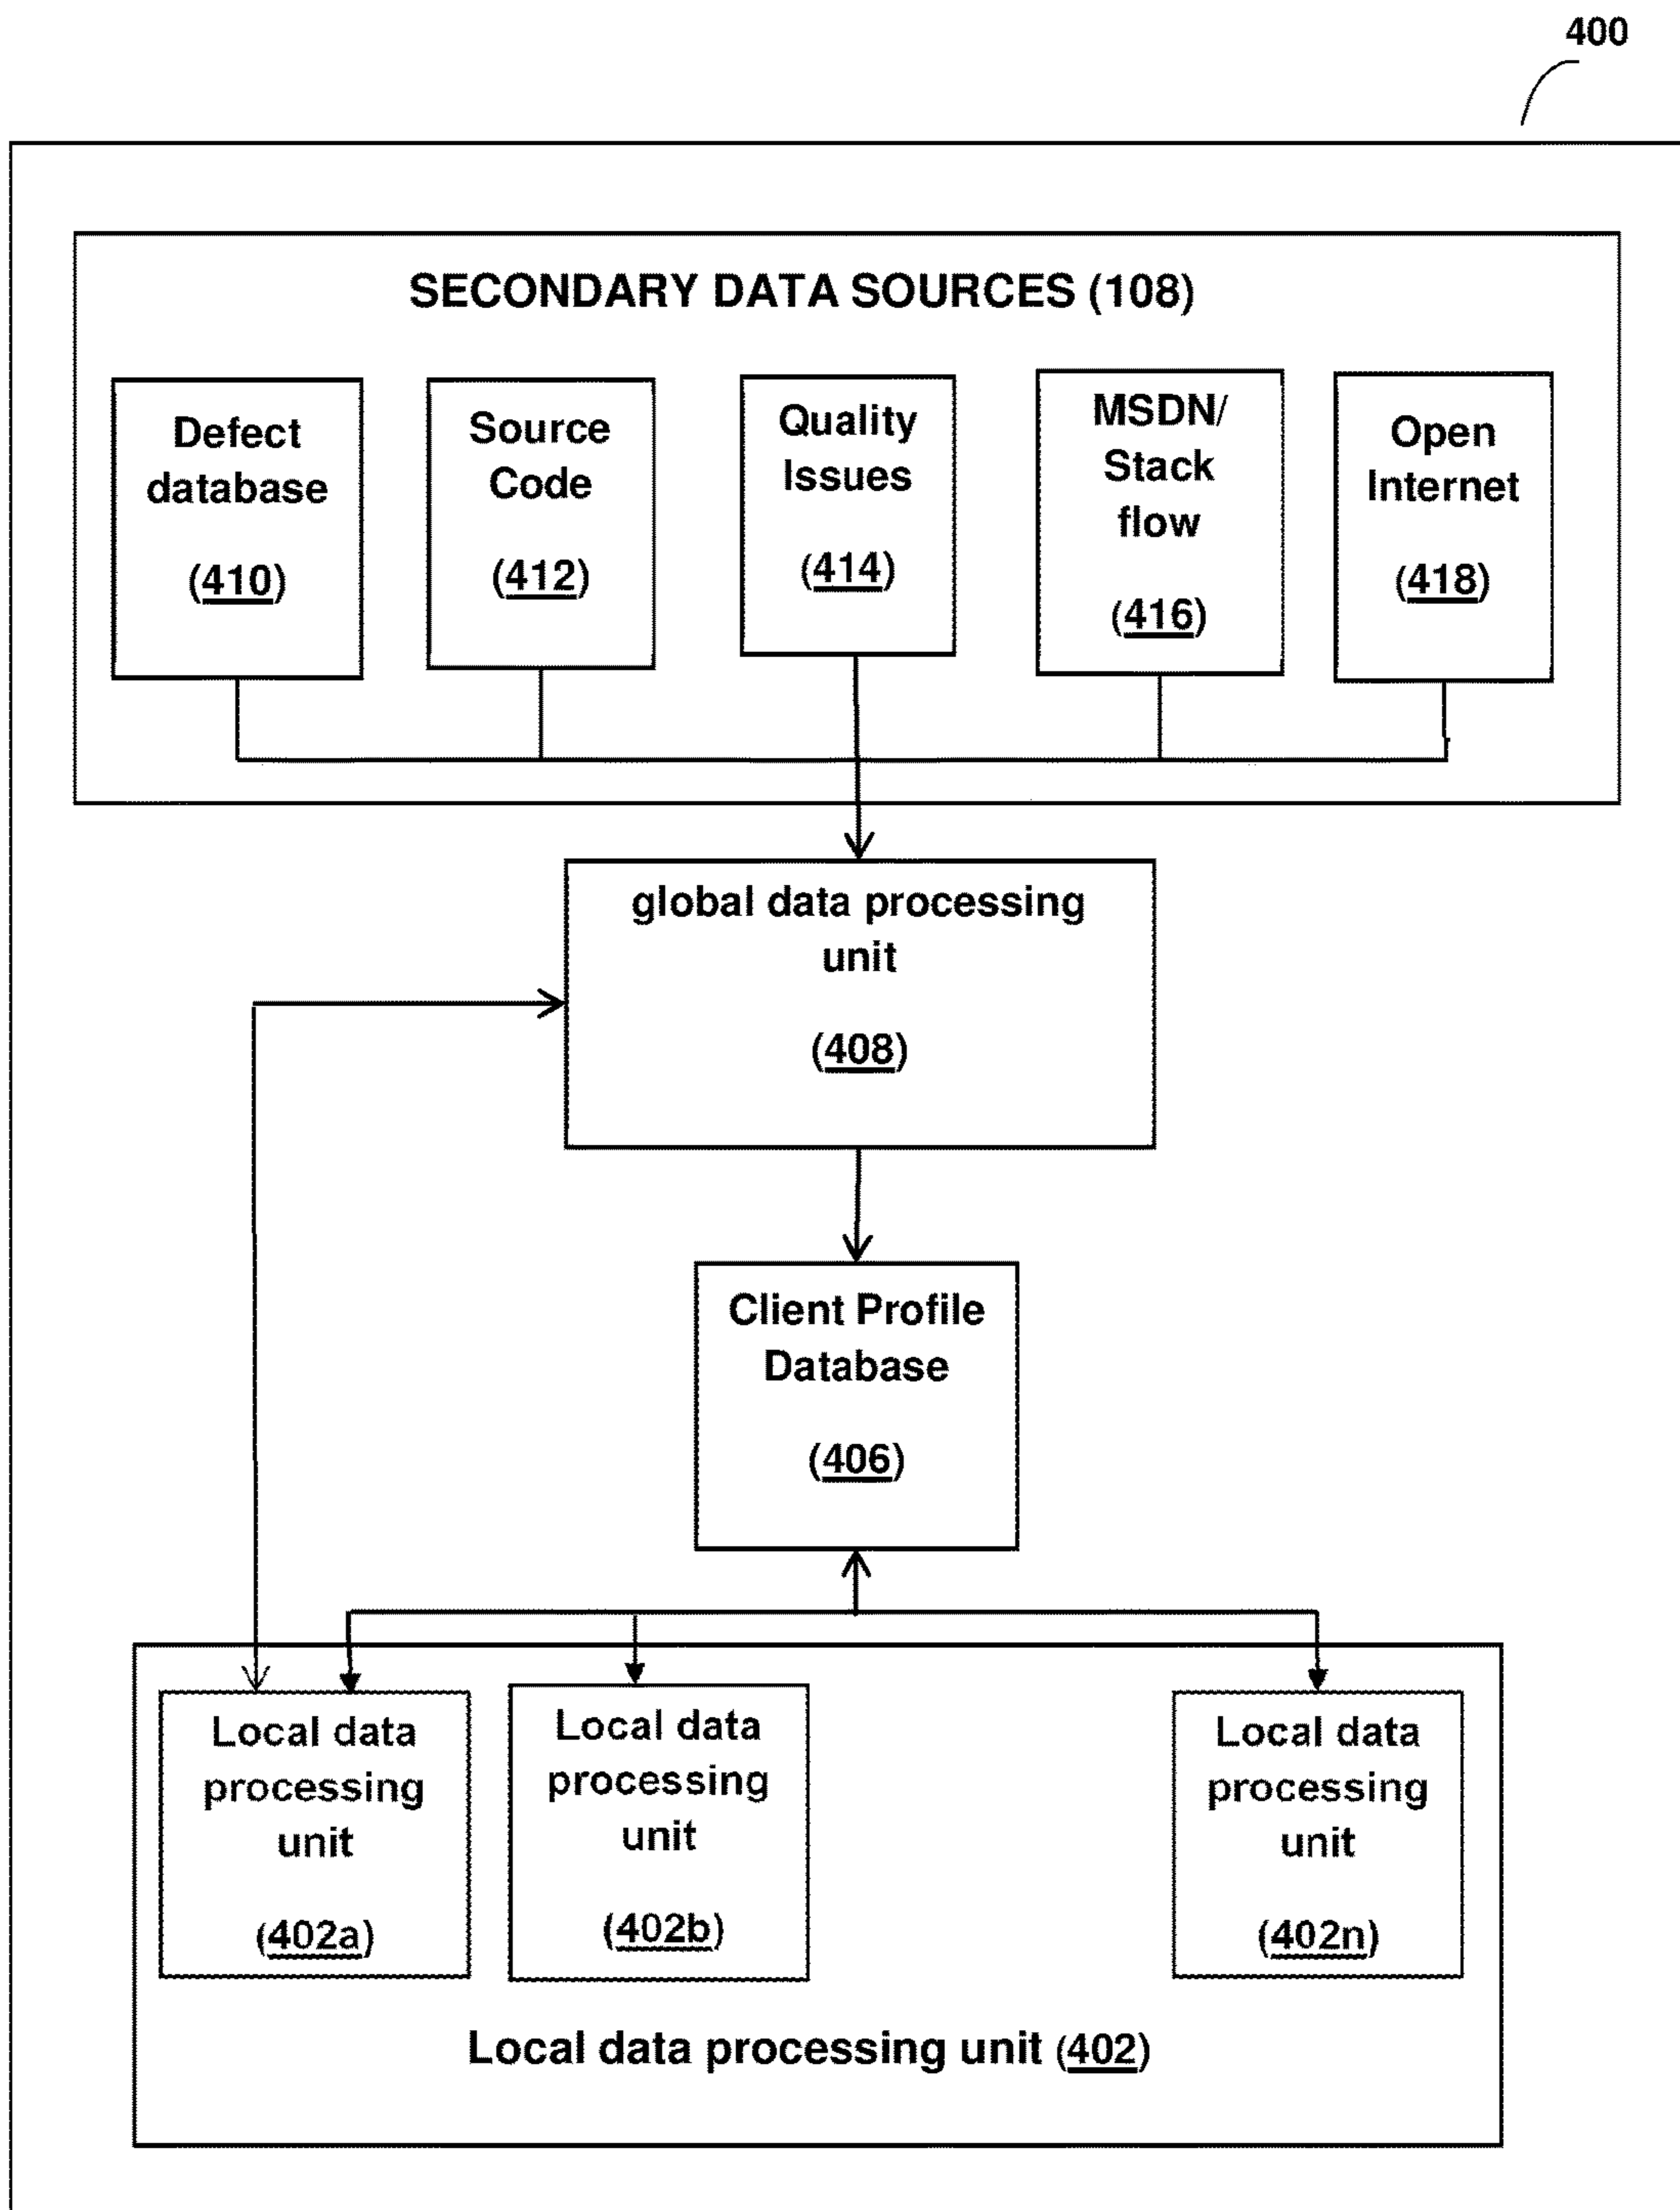 400
SECONDARY DATA SOURCES (108)
Defect
database
(410)
Source
Code
(412)
Quality
Issues
(414)
MSDN/
Stack
flow
(416)
Open
Internet
(418)
global data processing
unit
(408)
Client Profile
Database
(406)
Local data
processing
unit
(402a)
Local data
processing
unit
(402b)
Local data
processing
unit
(402n)
Local data processing unit (402)